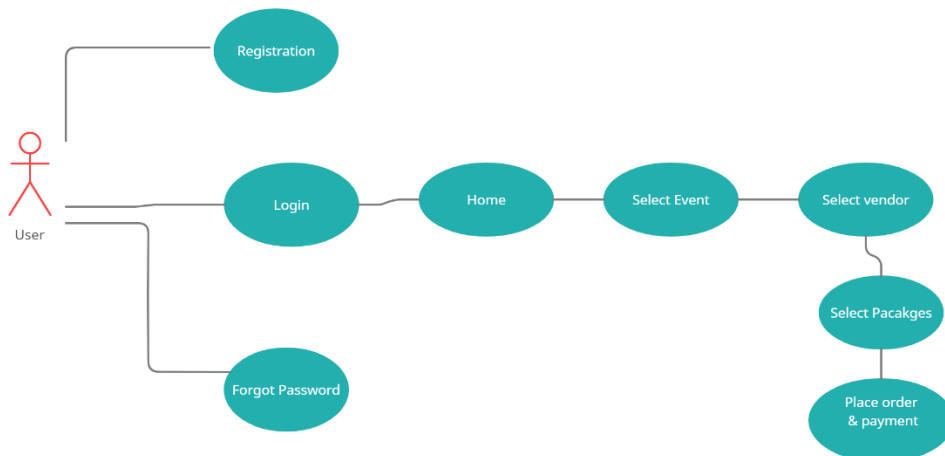 Registration
Login
Home
Select Event
Select vendor
User
Select Pacakges
Forgot Password
Place order
& payment